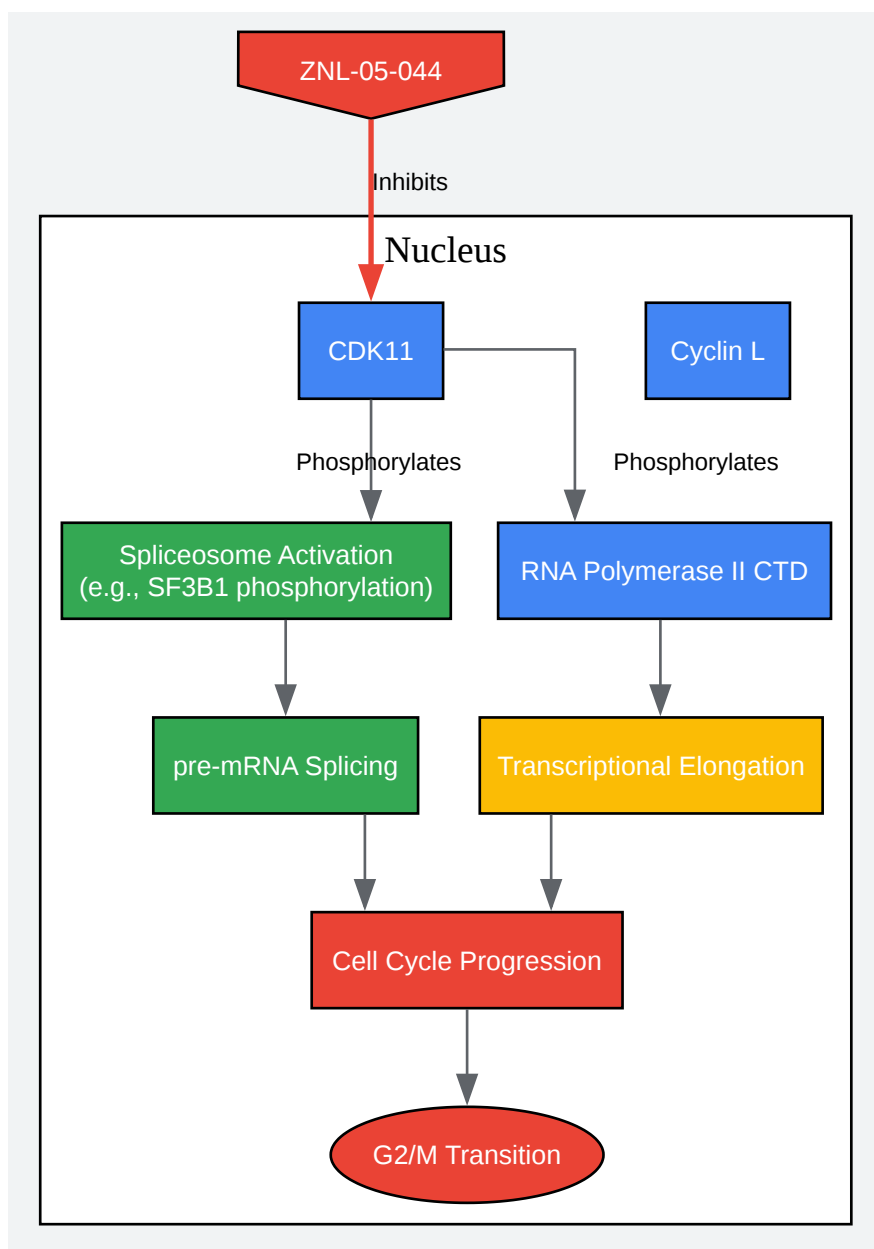 ZNL-05-044
Inhibits
Nucleus
CDK11
Cyclin L
Phosphorylates
Phosphorylates
Spliceosome Activation
(e.g., SF3B1 phosphorylation)
RNA Polymerase II CTD
pre-mRNA Splicing
Transcriptional Elongation
Cell Cycle Progression
G2/M Transition